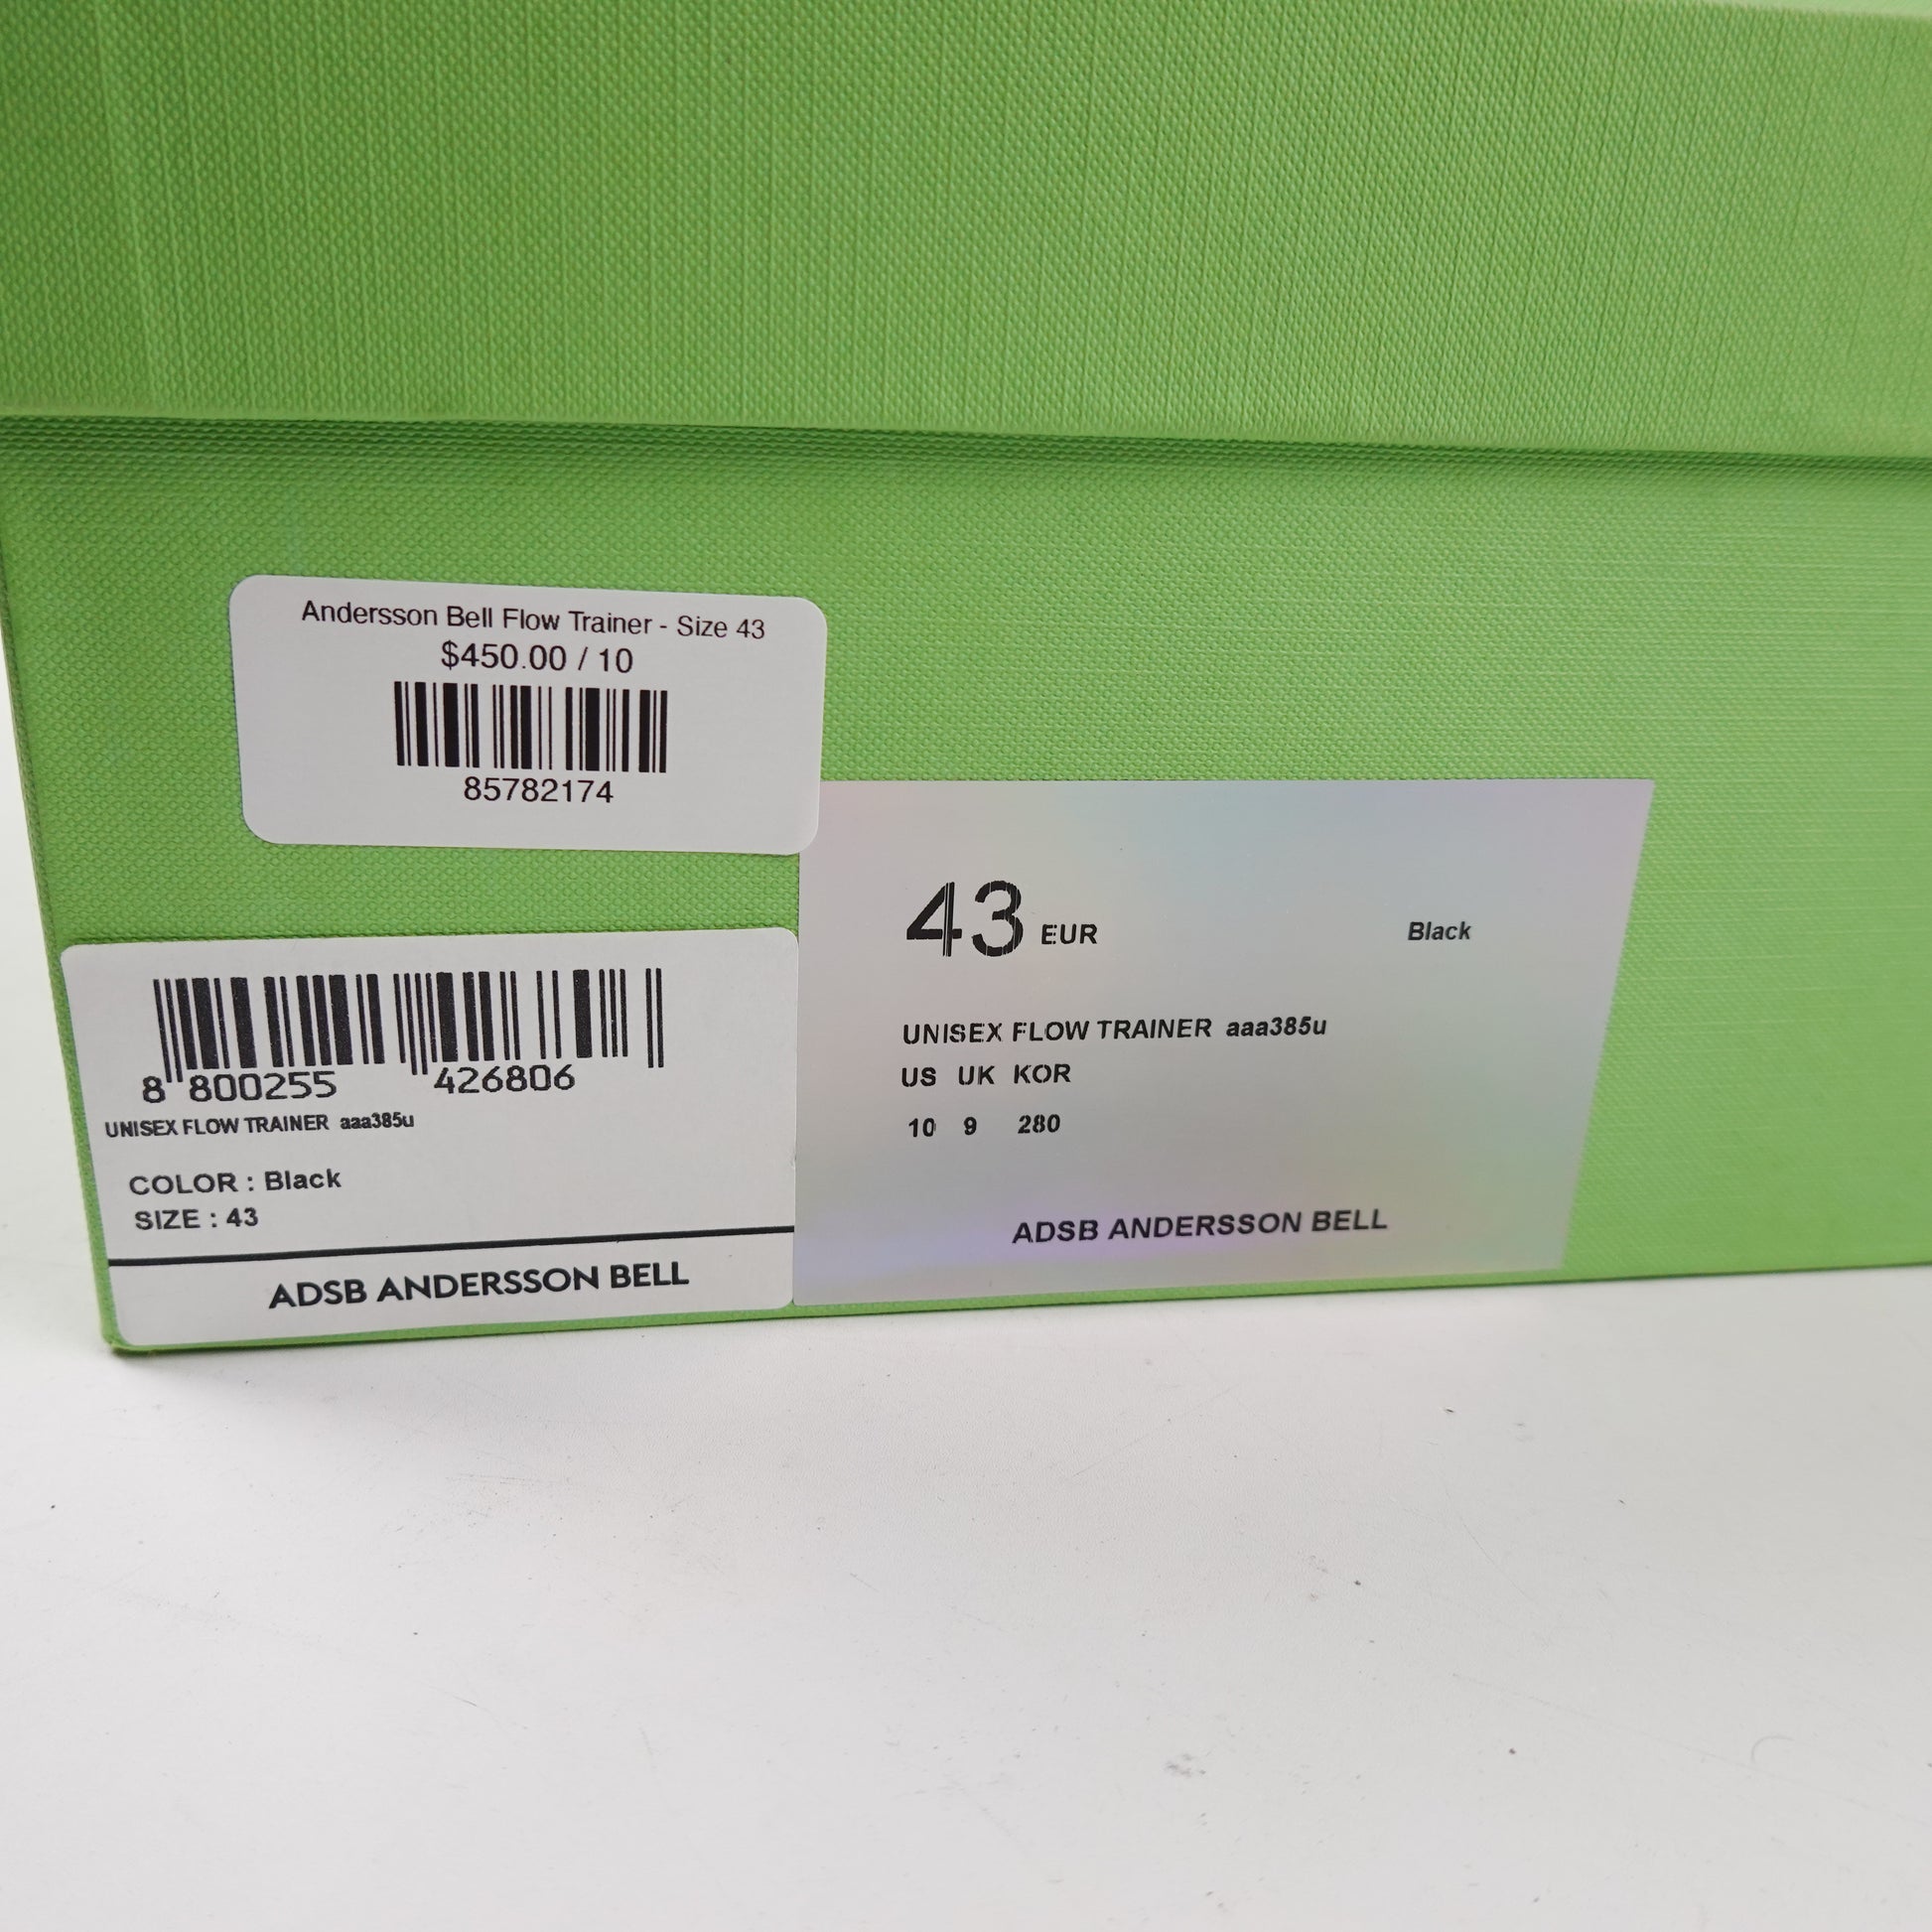 Andersson Bell Flow Trainer - Size 43
$450.00 / 10
85782174
8 800255 426806
UNISEX FLOW TRAINER aaa385u
COLOR : Black
SIZE : 43
ADSB ANDERSSON BELL
43 EUR Black
UNISEX FLOW TRAINER aaa385u
US UK KOR
10 9 280
ADSB ANDERSSON BELL